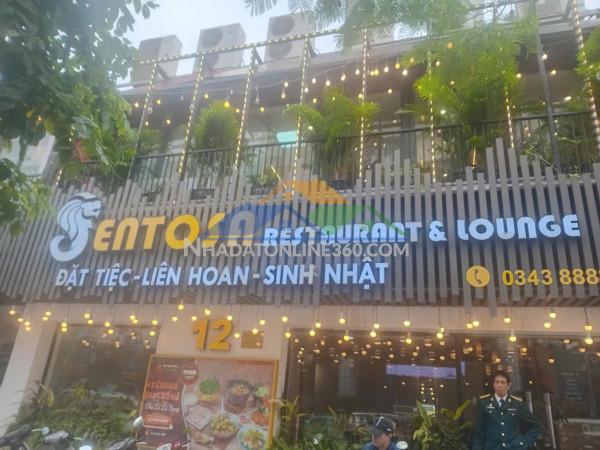 SENTOSA RESTAURANT & LOUNGE
NHADATONLINE360.COM
ĐẶT TIỆC - LIÊN HOAN - SINH NHẬT
0343 888
12